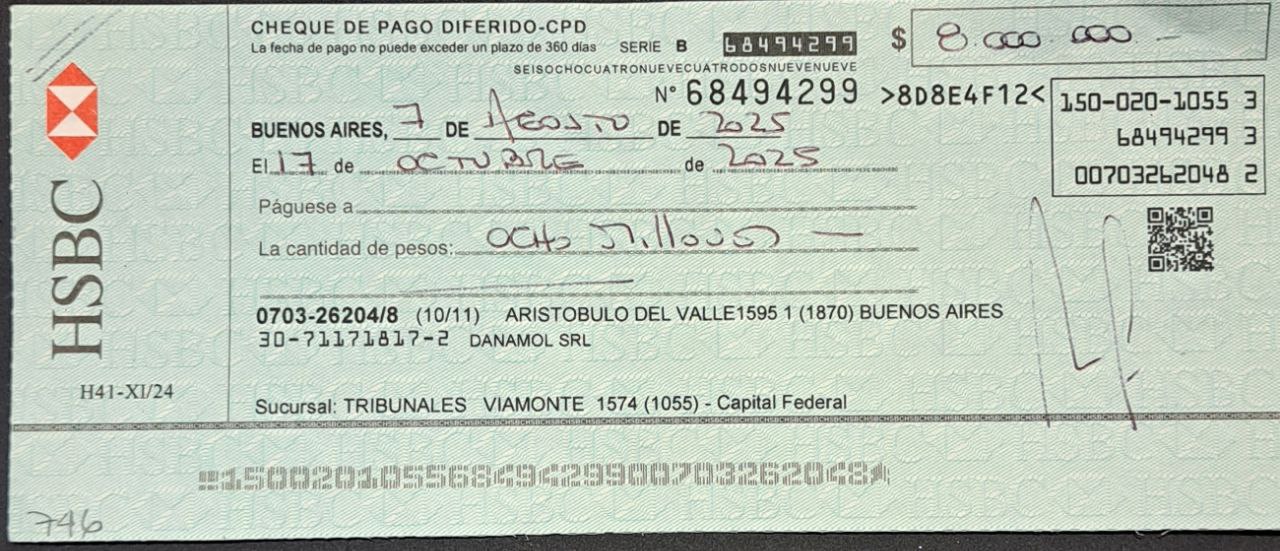 CHEQUE DE PAGO DIFERIDO-CPD
La fecha de pago no puede exceder un plazo de 360 días SERIE B 68494299 $ 8.000.000 —
SEISOCHOCUATRONUEVECUATRODOSNUEVENUEVE
N° 68494299 >8D8E4F12<
150-020-1055 3
68494299 3
00703262048 2
BUENOS AIRES, 7 DE AGOSTO DE 2025
El 17 de OCTUBRE de 2025
Páguese a
La cantidad de pesos: OCHO MILLONES —
0703-26204/8 (10/11) ARISTOBULO DEL VALLE1595 1 (1870) BUENOS AIRES
30-71171817-2 DANAMOL SRL
HSBC
H41-XI/24
Sucursal: TRIBUNALES VIAMONTE 1574 (1055) - Capital Federal
15002010556849429900703262048
746